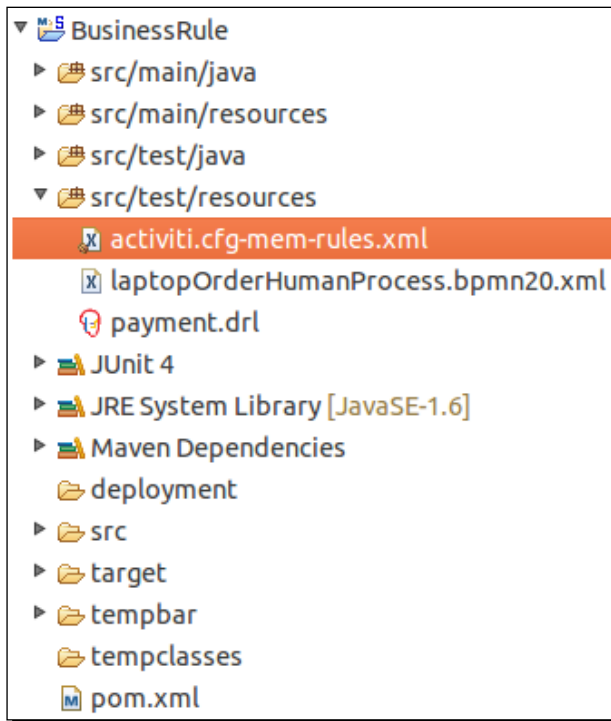 BusinessRule
src/main/java
src/main/resources
src/test/java
src/test/resources
activiti.cfg-mem-rules.xml
laptopOrderHumanProcess.bpmn20.xml
payment.drl
JUnit 4
JRE System Library [JavaSE-1.6]
Maven Dependencies
deployment
src
target
tempbar
tempclasses
pom.xml